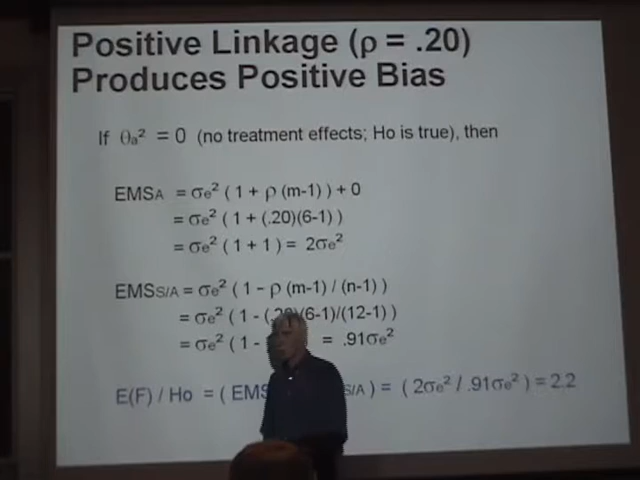 Positive Linkage (ρ = .20)
Produces Positive Bias
If θa² = 0 (no treatment effects; Ho is true), then
EMSA = σe² ( 1 + ρ (m-1) ) + 0
= σe² ( 1 + (.20)(6-1) )
= σe² ( 1 + 1 ) = 2σe²
EMSS/A = σe² ( 1 - ρ (m-1) / (n-1) )
= σe² ( 1 - (.20)(6-1)/(12-1) )
= σe² ( 1 - = .91σe²
E(F) / Ho = ( EMS S/A ) = ( 2σe² / .91σe² ) = 2.2